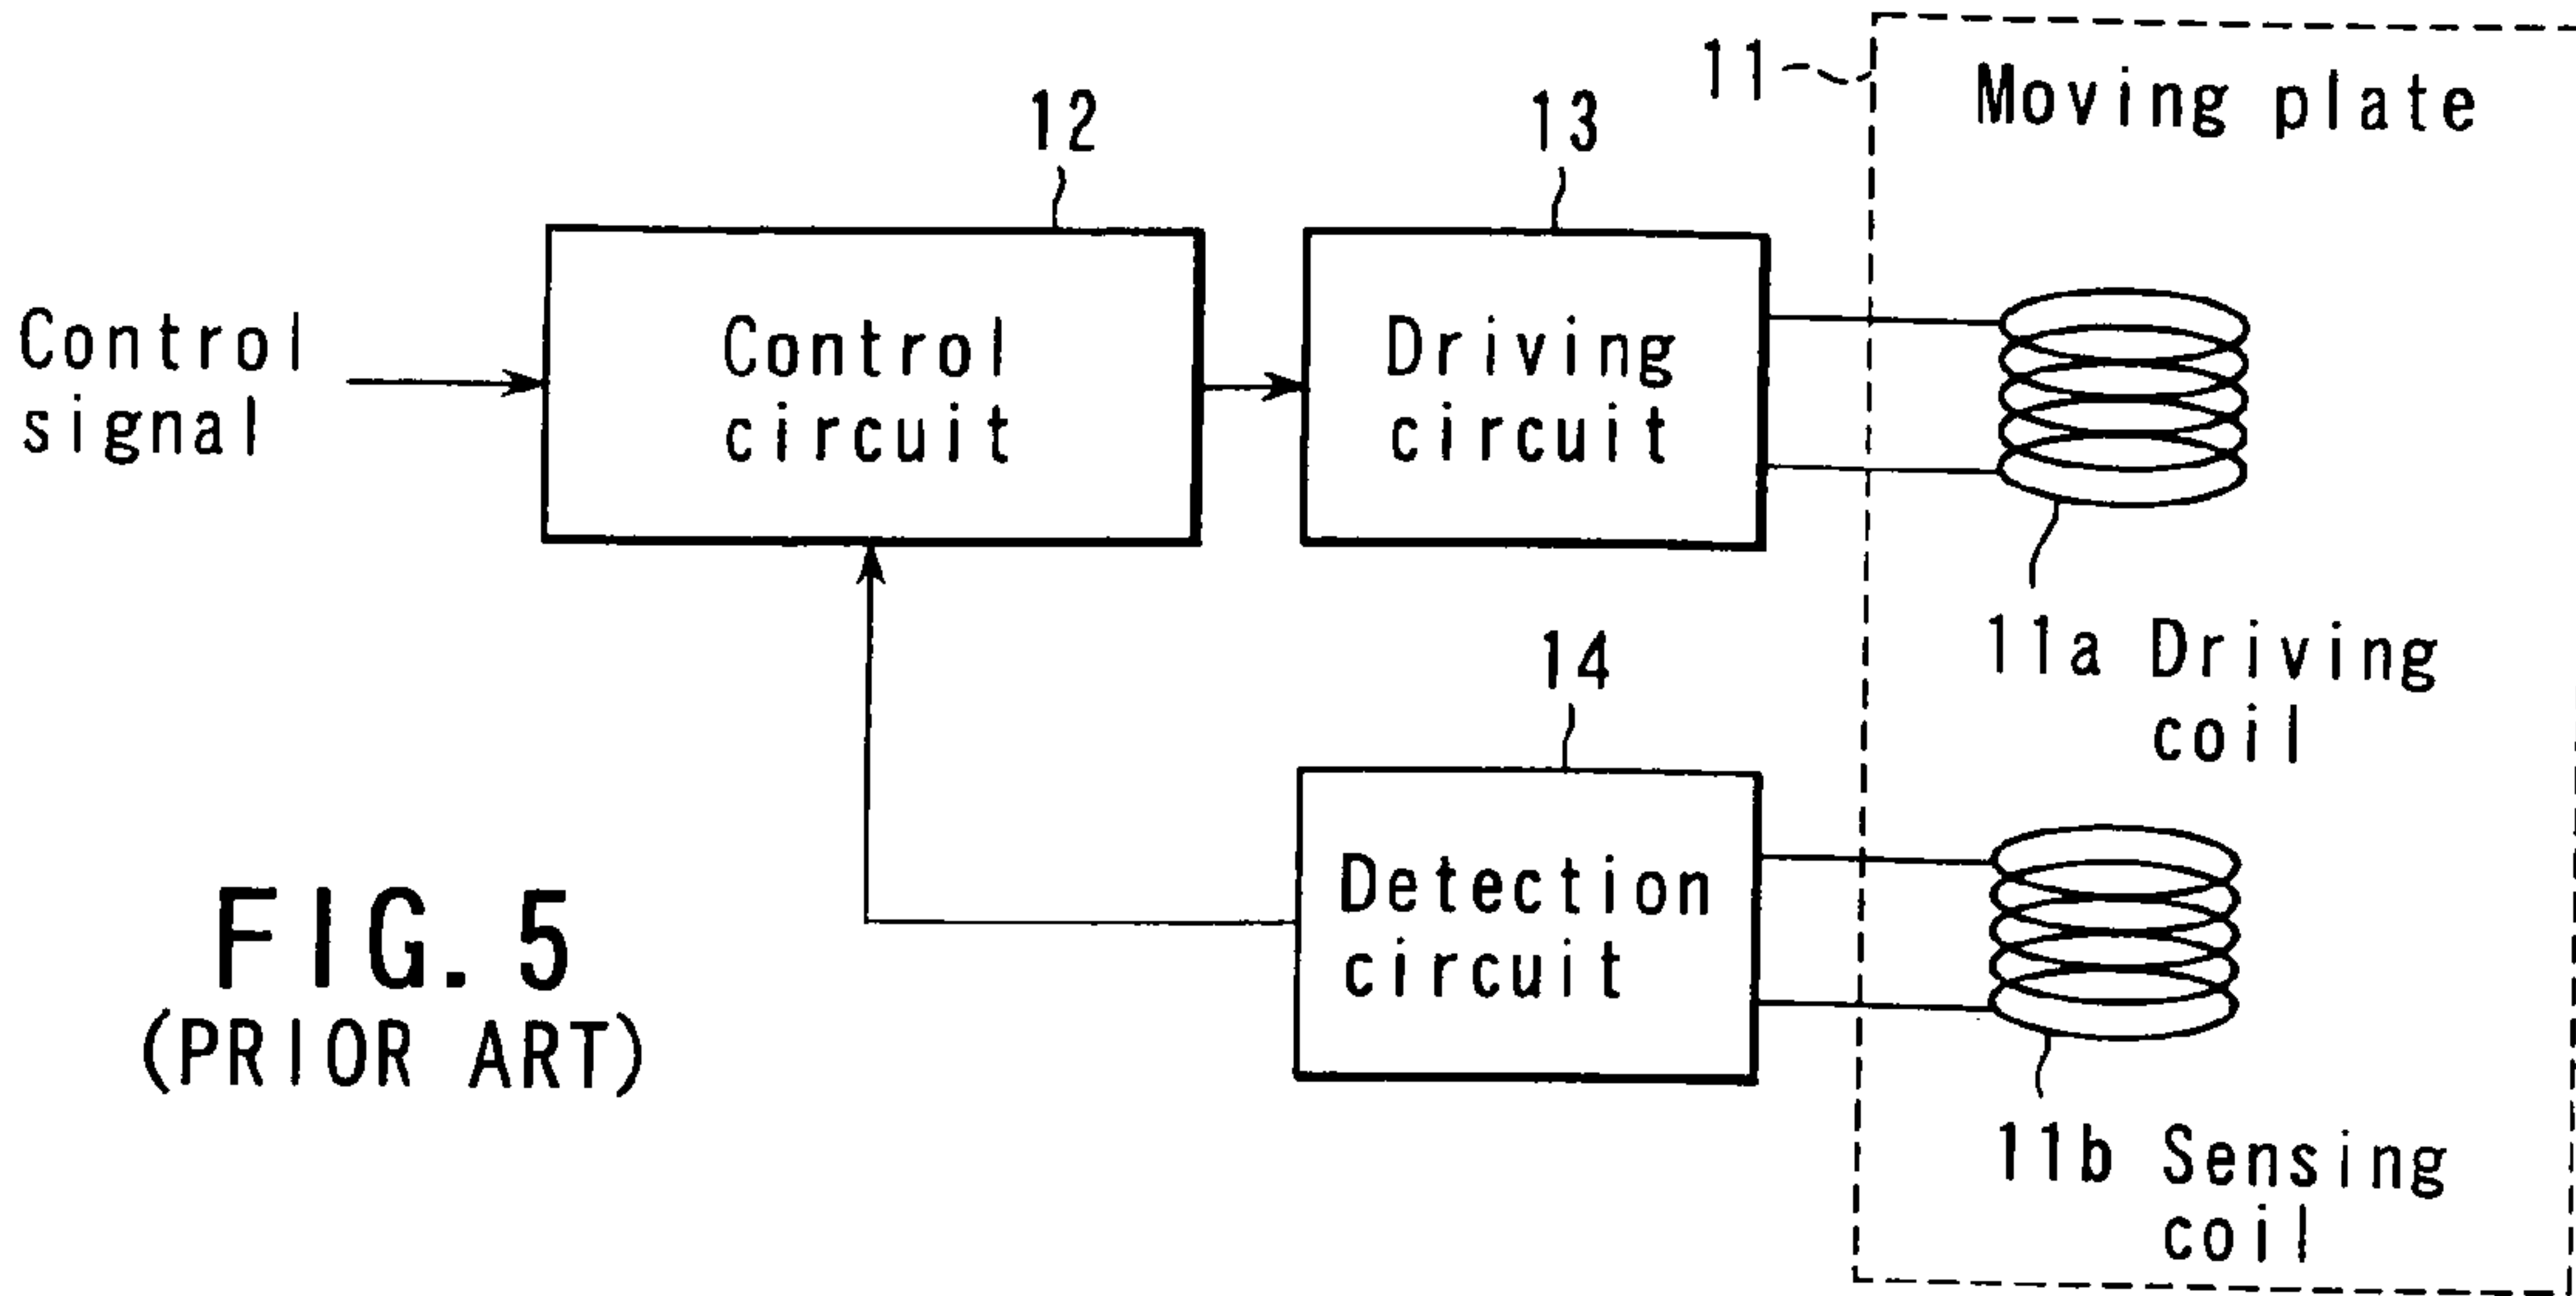 11
Moving plate
12
13
Control
signal
Control
circuit
Driving
circuit
11a Driving
coil
14
Detection
circuit
11b Sensing
coil
FIG. 5
(PRIOR ART)